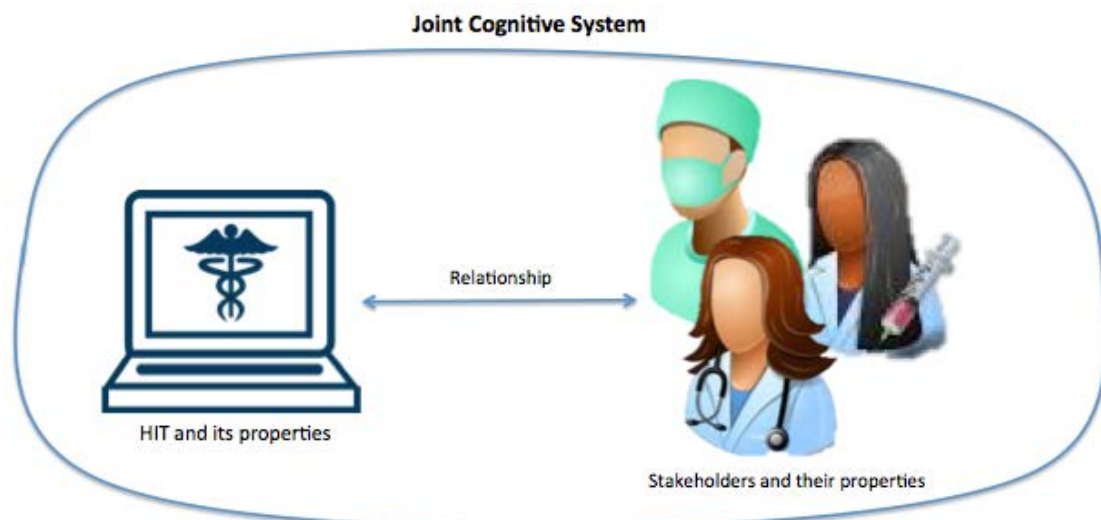 Joint Cognitive System
Relationship
HIT and its properties
Stakeholders and their properties